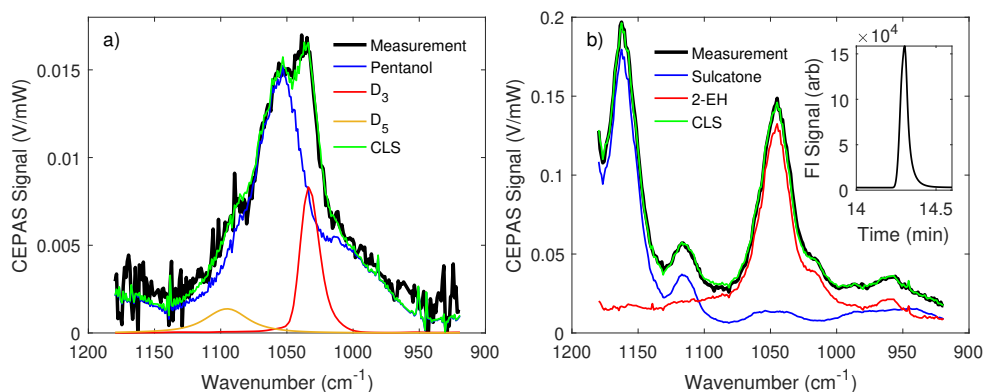 a)
CEPAS Signal (V/mW)
0.015
0.01
0.005
0
Measurement
Pentanol
D3
D5
CLS
1200 1150 1100 1050 1000 950 900
Wavenumber (cm-1)
b)
CEPAS Signal (V/mW)
0.2
0.15
0.1
0.05
0
Measurement
Sulcatone
2-EH
CLS
×10^4
FI Signal (arb)
15
10
5
0
14 14.5
Time (min)
1200 1150 1100 1050 1000 950 900
Wavenumber (cm-1)